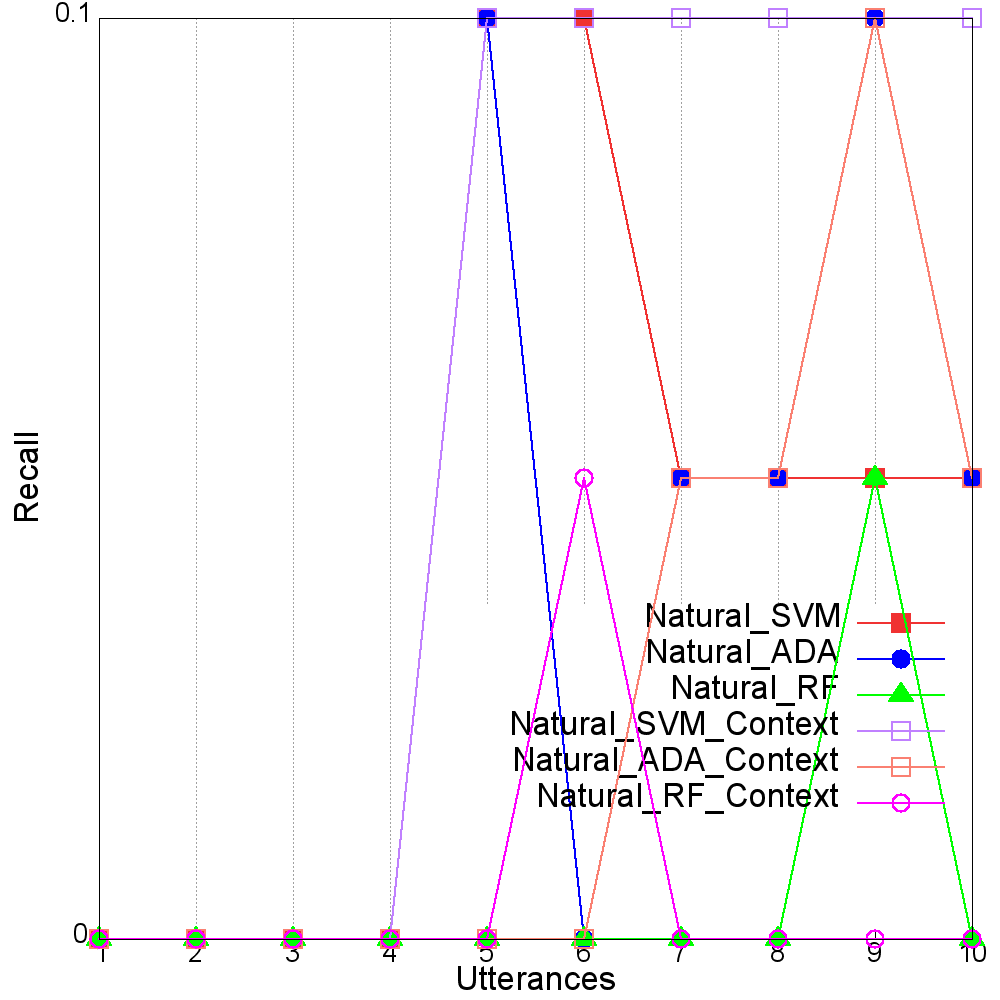 0.1
Recall
Natural_SVM
Natural_ADA
Natural_RF
Natural_SVM_Context
Natural_ADA_Context
Natural_RF_Context
0
1 2 3 4 5 6 7 8 9 10
Utterances